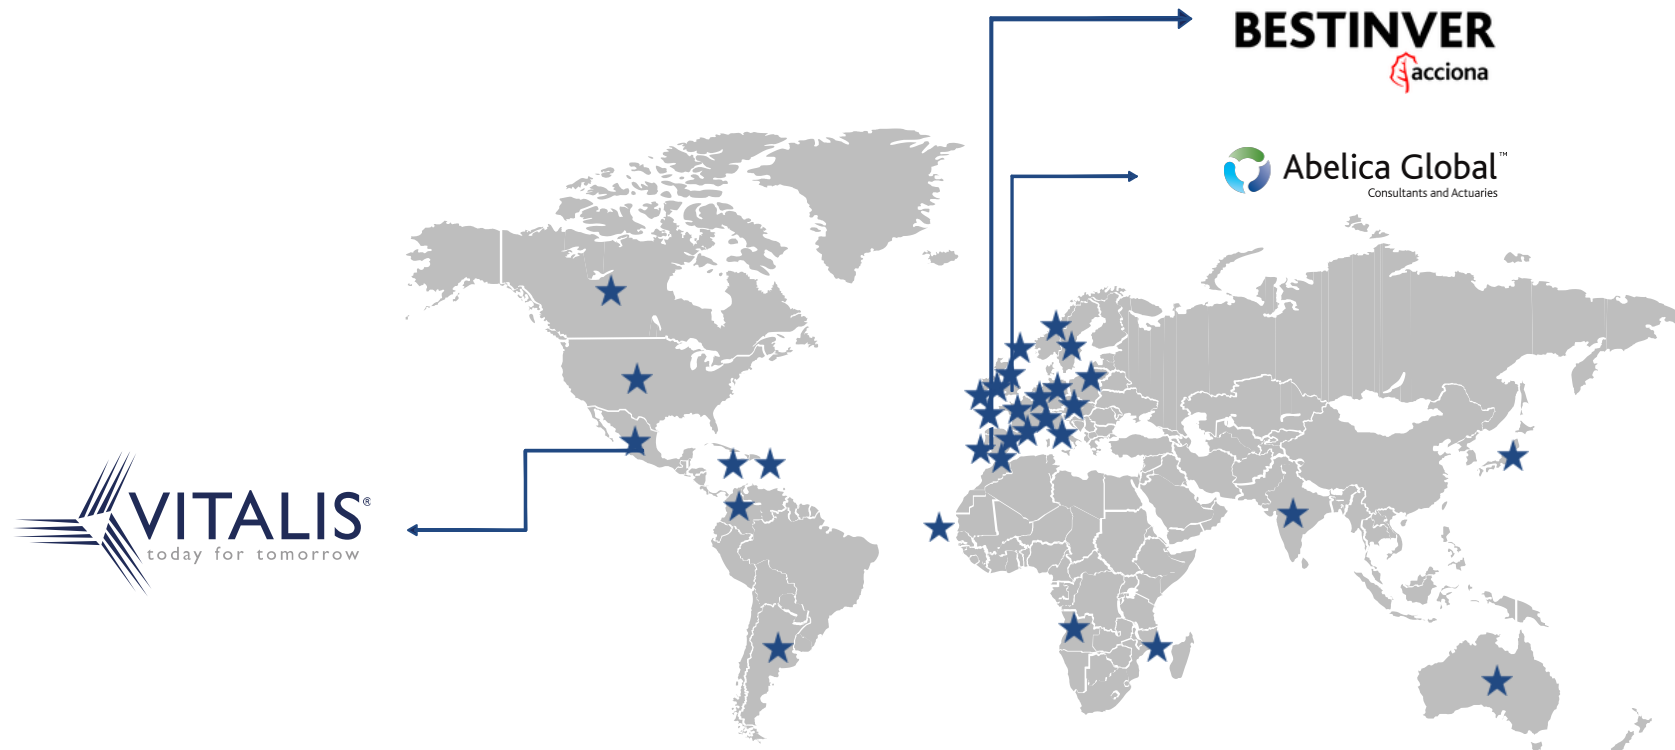 BESTINVER
acciona
Abelica Global™
Consultants and Actuaries
VITALIS®
today for tomorrow